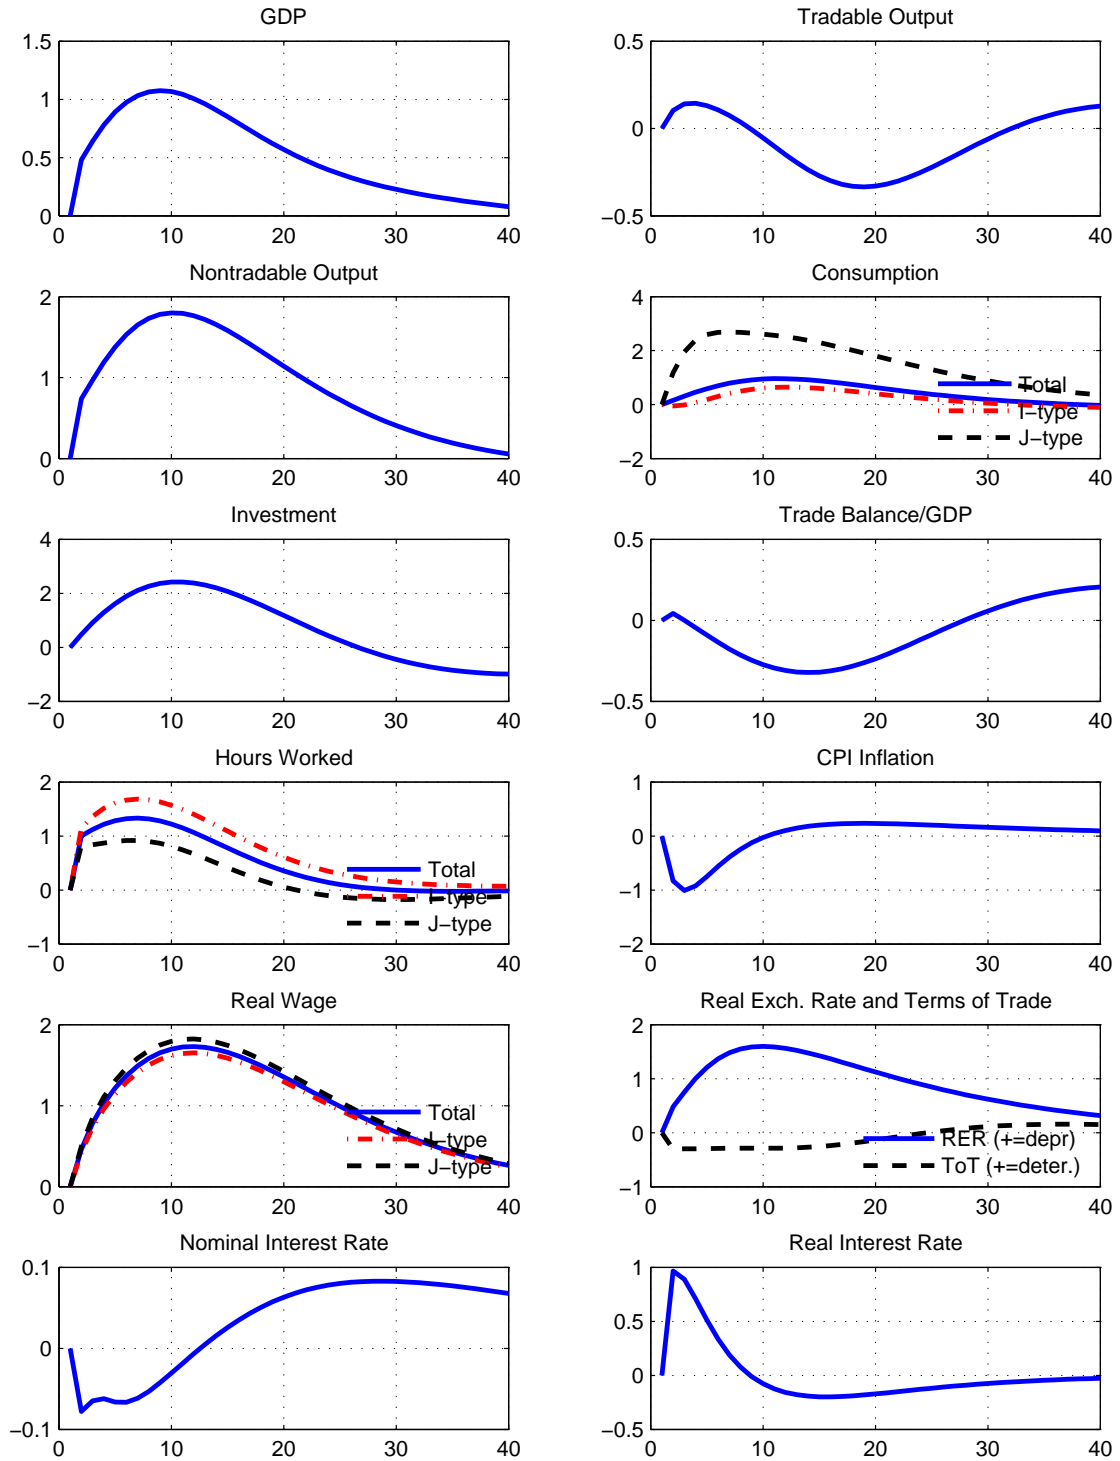 GDP
1.5
1
0.5
0
0 10 20 30 40
Tradable Output
0.5
0
−0.5
0 10 20 30 40
Nontradable Output
2
1
0
0 10 20 30 40
Consumption
4
2
0
−2
0 10 20 30 40
Total
I−type
J−type
Investment
4
2
0
−2
0 10 20 30 40
Trade Balance/GDP
0.5
0
−0.5
0 10 20 30 40
Hours Worked
2
1
0
−1
0 10 20 30 40
Total
I−type
J−type
CPI Inflation
1
0
−1
−2
0 10 20 30 40
Real Wage
2
1
0
0 10 20 30 40
Total
I−type
J−type
Real Exch. Rate and Terms of Trade
2
1
0
−1
0 10 20 30 40
RER (+=depr)
ToT (+=deter.)
Nominal Interest Rate
0.1
0
−0.1
0 10 20 30 40
Real Interest Rate
1
0.5
0
−0.5
0 10 20 30 40